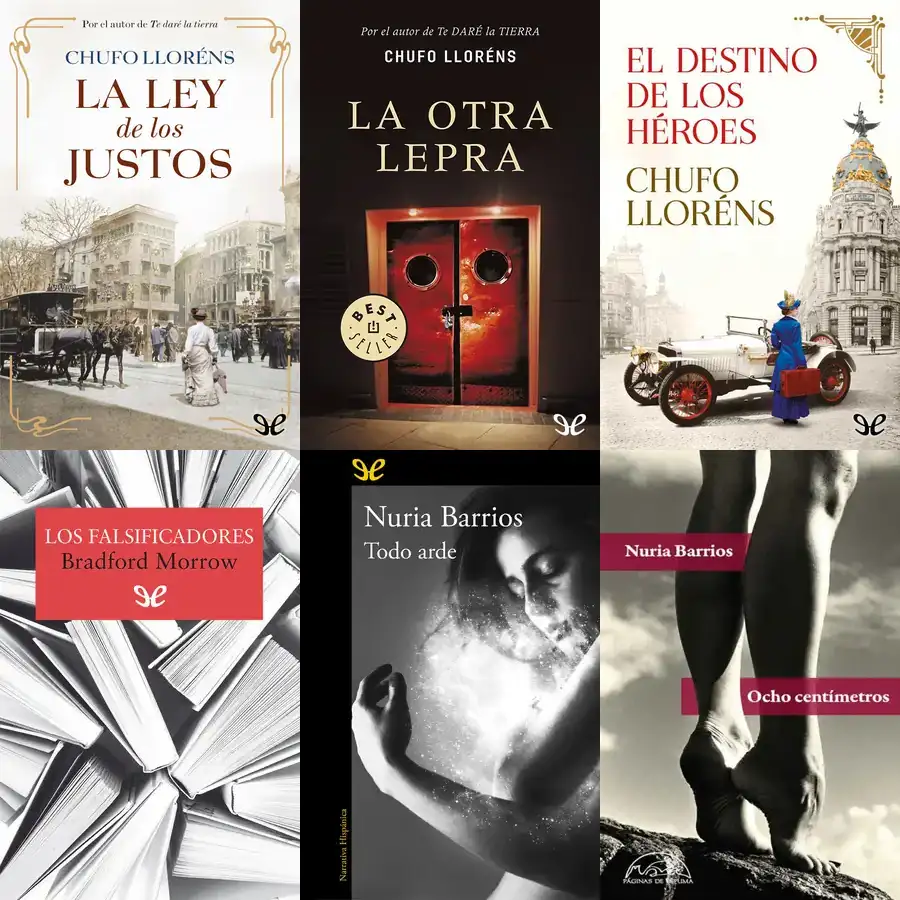 Por el autor de Te daré la tierra
CHUFO LLORÉNS
LA LEY
de los
JUSTOS
Por el autor de Te DARÉ la TIERRA
CHUFO LLORÉNS
LA OTRA
LEPRA
BEST
SELLER
EL DESTINO
DE LOS
HÉROES
CHUFO
LLORÉNS
LOS FALSIFICADORES
Bradford Morrow
Nuria Barrios
Todo arde
Narrativa Hispánica
Nuria Barrios
Ocho centímetros
PÁGINAS DE ESPUMA